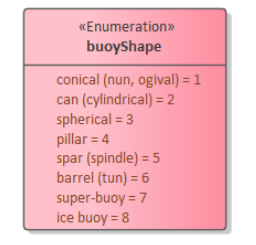 «Enumeration»
buoyShape
conical (nun, ogival) = 1
can (cylindrical) = 2
spherical = 3
pillar = 4
spar (spindle) = 5
barrel (tun) = 6
super-buoy = 7
ice buoy = 8